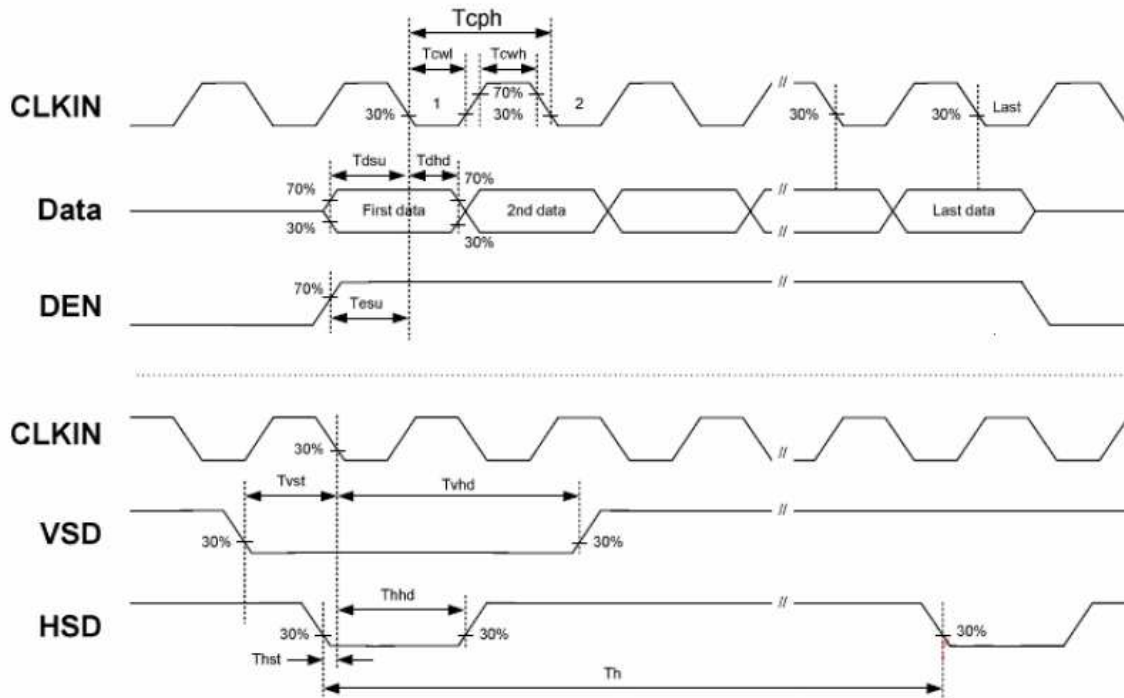 Tcph
Tcwl Tcwh
CLKIN 30% 1 70% 30% 2 // 30% 30% Last
Tdsu Tdhd
70% 70%
Data First data 2nd data // Last data
30% 30%
//
DEN 70%
Tesu
CLKIN 30% //
Tvst Tvhd
VSD 30% 30% //
Thhd
HSD 30% 30% // 30%
Thst
Th